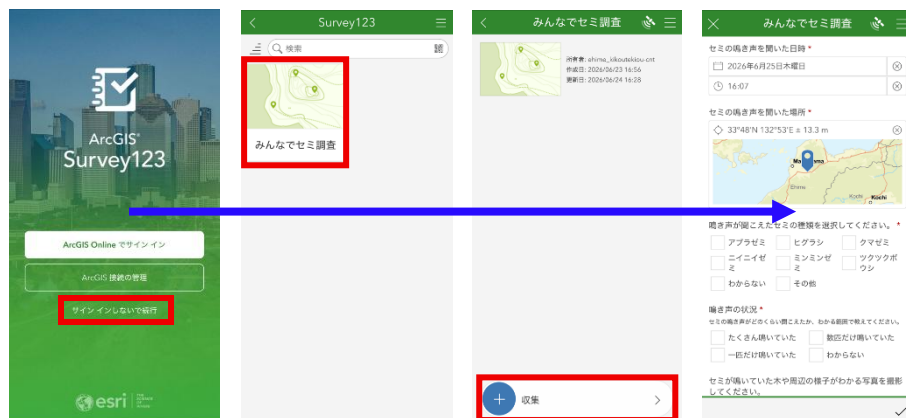 ArcGIS
Survey123
ArcGIS Online でサイン イン
ArcGIS 接続の管理
サイン インしないで続行
esri
THE SCIENCE OF WHERE
Survey123
検索
みんなでセミ調査
みんなでセミ調査
所有者: ehime_kikoutekiou-cnt
作成日: 2026/06/23 16:56
更新日: 2026/06/24 16:28
収集
みんなでセミ調査
セミの鳴き声を聞いた日時 *
2026年6月25日木曜日
16:07
セミの鳴き声を聞いた場所 *
33°48'N 132°53'E ± 13.3 m
Ehime
Kochi
鳴き声が聞こえたセミの種類を選択してください。 *
アブラゼミ ヒグラシ クマゼミ
ニイニイゼミ ミンミンゼミ ツクツクボウシ
わからない その他
鳴き声の状況 *
セミの鳴き声がどのくらい聞こえたか、わかる範囲で教えてください。
たくさん鳴いていた 数匹だけ鳴いていた
一匹だけ鳴いていた わからない
セミが鳴いていた木や周辺の様子がわかる写真を撮影
してください。